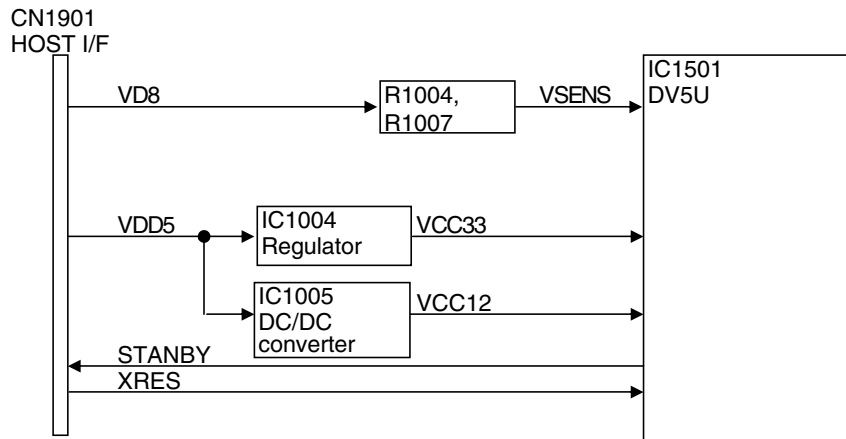 CN1901
HOST I/F
IC1501
DV5U
VD8
R1004,
R1007
VSENS
VDD5
IC1004
Regulator
VCC33
IC1005
DC/DC
converter
VCC12
STANBY
XRES